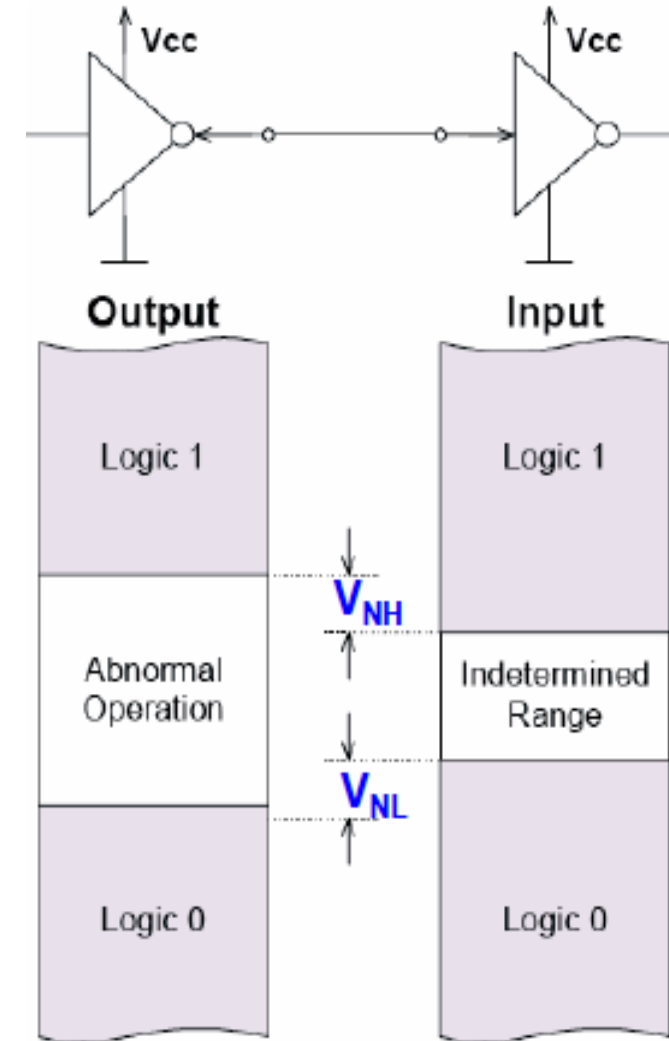 Vcc
Vcc
Output
Input
Logic 1
Logic 1
VNH
Abnormal
Operation
Indetermined
Range
VNL
Logic 0
Logic 0